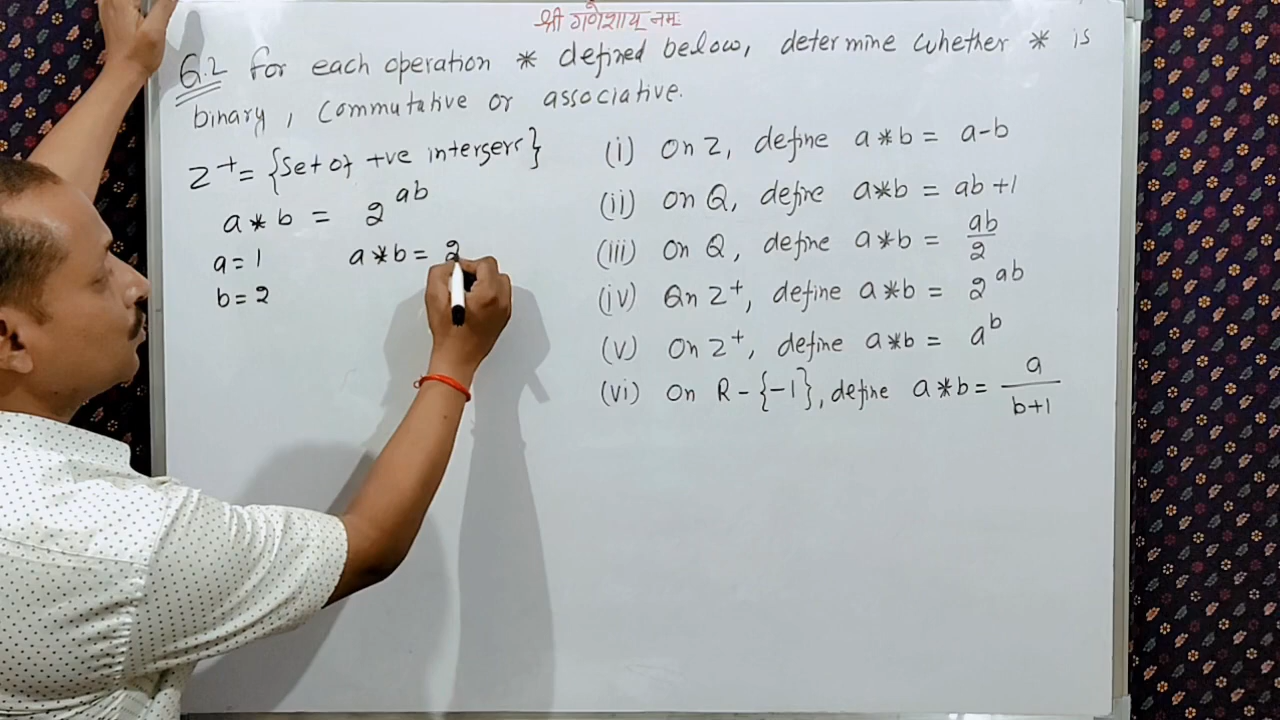 श्री गणेशाय नमः
Q.2 for each operation * defined below, determine whether * is
binary, Commutative or associative.
Z⁺ = {Set of +ve intersers}
a * b = 2^ab
a = 1 a * b = 2
b = 2
(i) On Z, define a * b = a-b
(ii) on Q, define a*b = ab+1
(iii) On Q, define a*b = ab/2
(iv) On Z⁺, define a*b = 2^ab
(v) On Z⁺, define a*b = a^b
(vi) on R-{-1}, define a*b = a/b+1